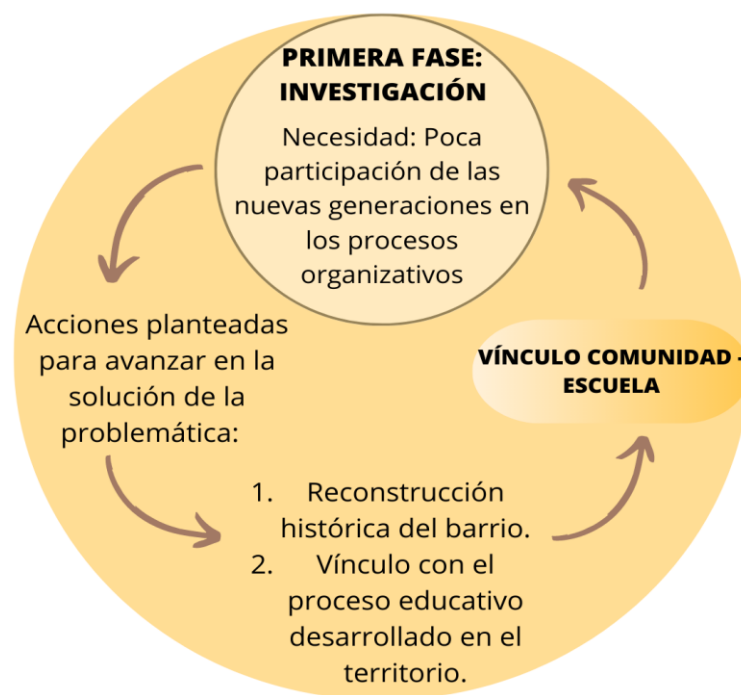 PRIMERA FASE:
INVESTIGACIÓN
Necesidad: Poca
participación de las
nuevas generaciones en
los procesos
organizativos
Acciones planteadas
para avanzar en la
solución de la
problemática:
1. Reconstrucción
histórica del barrio.
2. Vínculo con el
proceso educativo
desarrollado en el
territorio.
VÍNCULO COMUNIDAD -
ESCUELA